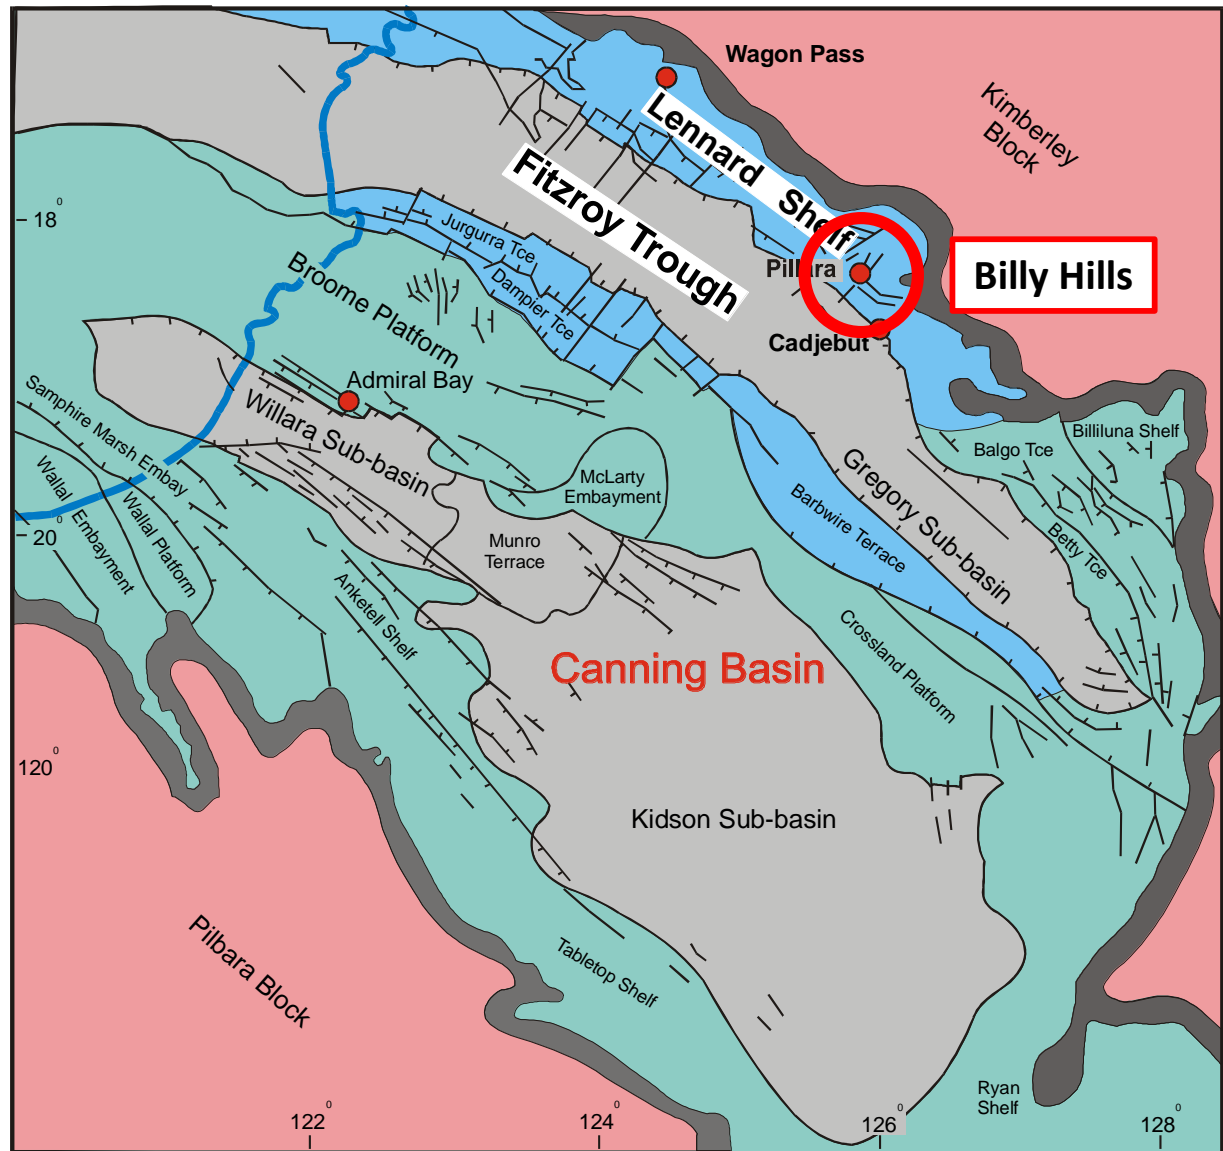 Wagon Pass
Kimberley
Block
Lennard Shelf
Fitzroy Trough
18°
Jurgurra Tce
Pillara
Billy Hills
Broome Platform
Dampier Tce
Cadjebut
Admiral Bay
Samphire Marsh Embay
Willara Sub-basin
Balgo Tce
Billiluna Shelf
McLarty
Embayment
Gregory Sub-basin
Wallal
Embayment
Wallal Platform
Barbwire Terrace
20°
Munro
Terrace
Betty Tce
Anketell Shelf
Crossland Platform
Canning Basin
120°
Kidson Sub-basin
Pilbara Block
Tabletop Shelf
Ryan
Shelf
122°
124°
126°
128°